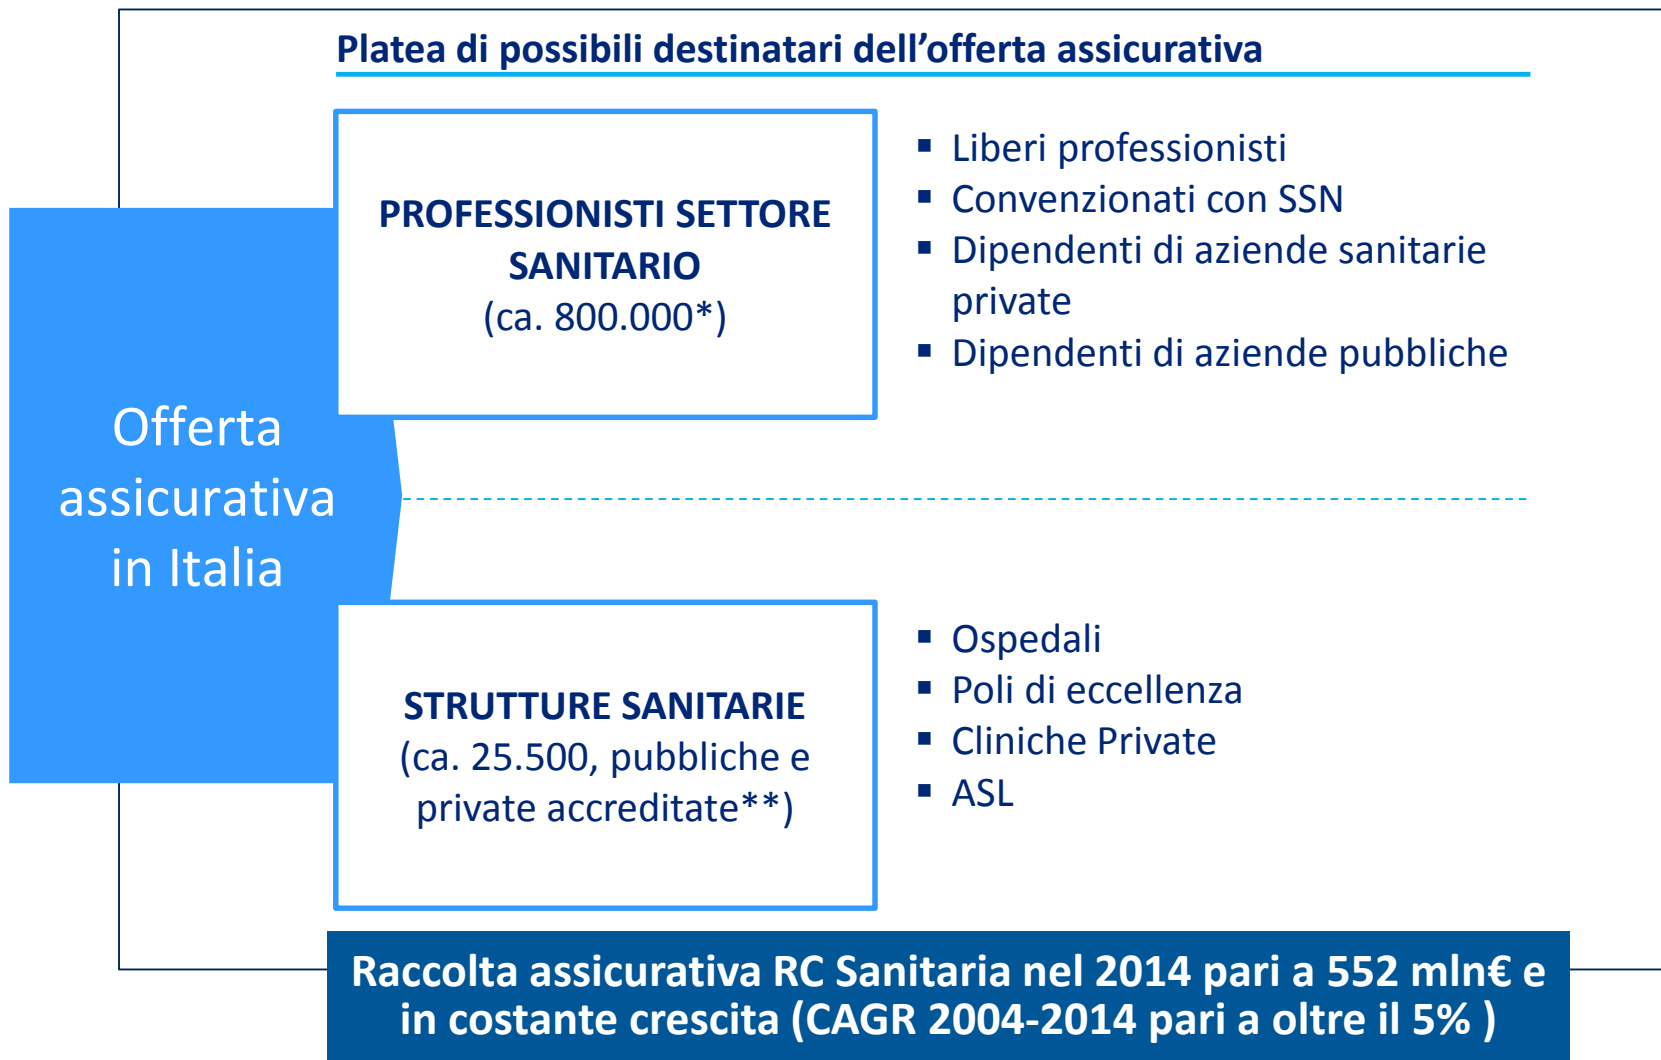 Platea di possibili destinatari dell’offerta assicurativa
Offerta
assicurativa
in Italia
PROFESSIONISTI SETTORE
SANITARIO
(ca. 800.000*)
▪ Liberi professionisti
▪ Convenzionati con SSN
▪ Dipendenti di aziende sanitarie
private
▪ Dipendenti di aziende pubbliche
STRUTTURE SANITARIE
(ca. 25.500, pubbliche e
private accreditate**)
▪ Ospedali
▪ Poli di eccellenza
▪ Cliniche Private
▪ ASL
Raccolta assicurativa RC Sanitaria nel 2014 pari a 552 mln€ e
in costante crescita (CAGR 2004-2014 pari a oltre il 5% )